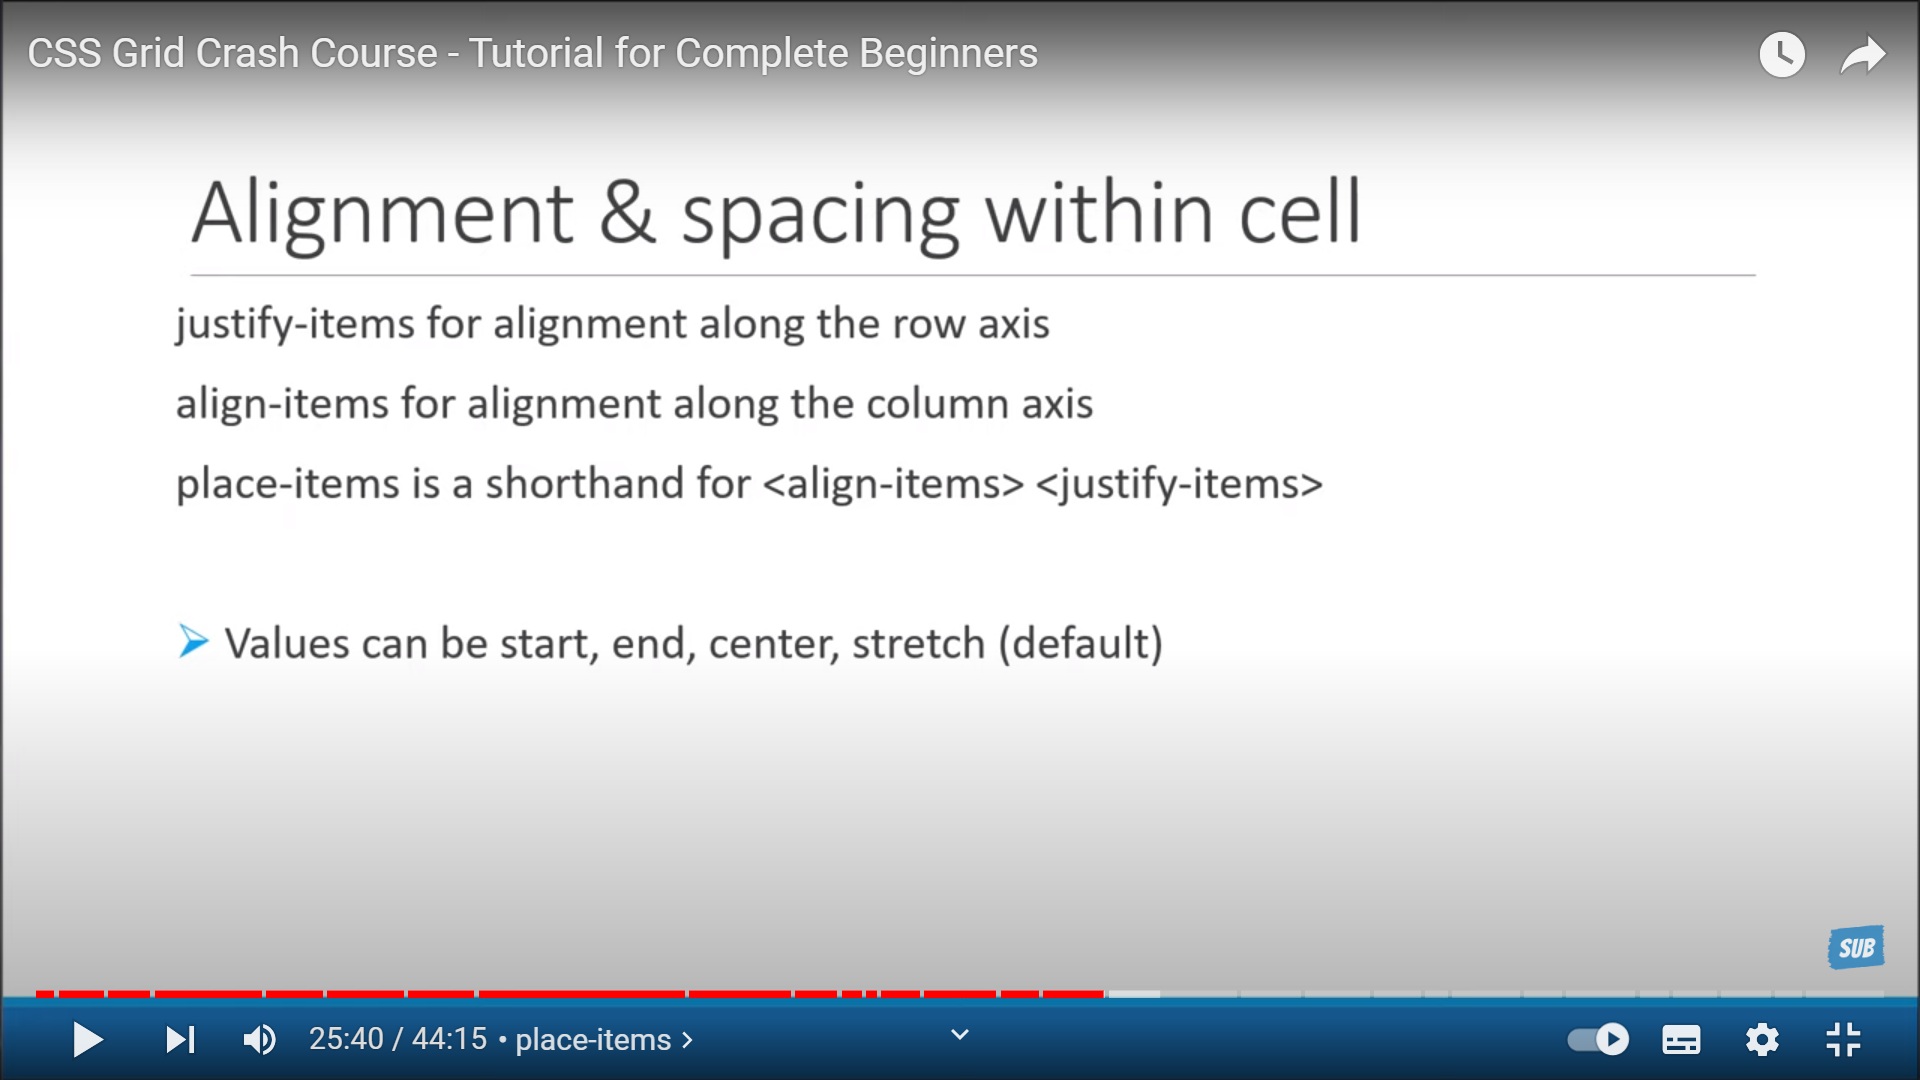 CSS Grid Crash Course - Tutorial for Complete Beginners
Alignment & spacing within cell
justify-items for alignment along the row axis
align-items for alignment along the column axis
place-items is a shorthand for <align-items> <justify-items>
Values can be start, end, center, stretch (default)
SUB
25:40 / 44:15 • place-items >